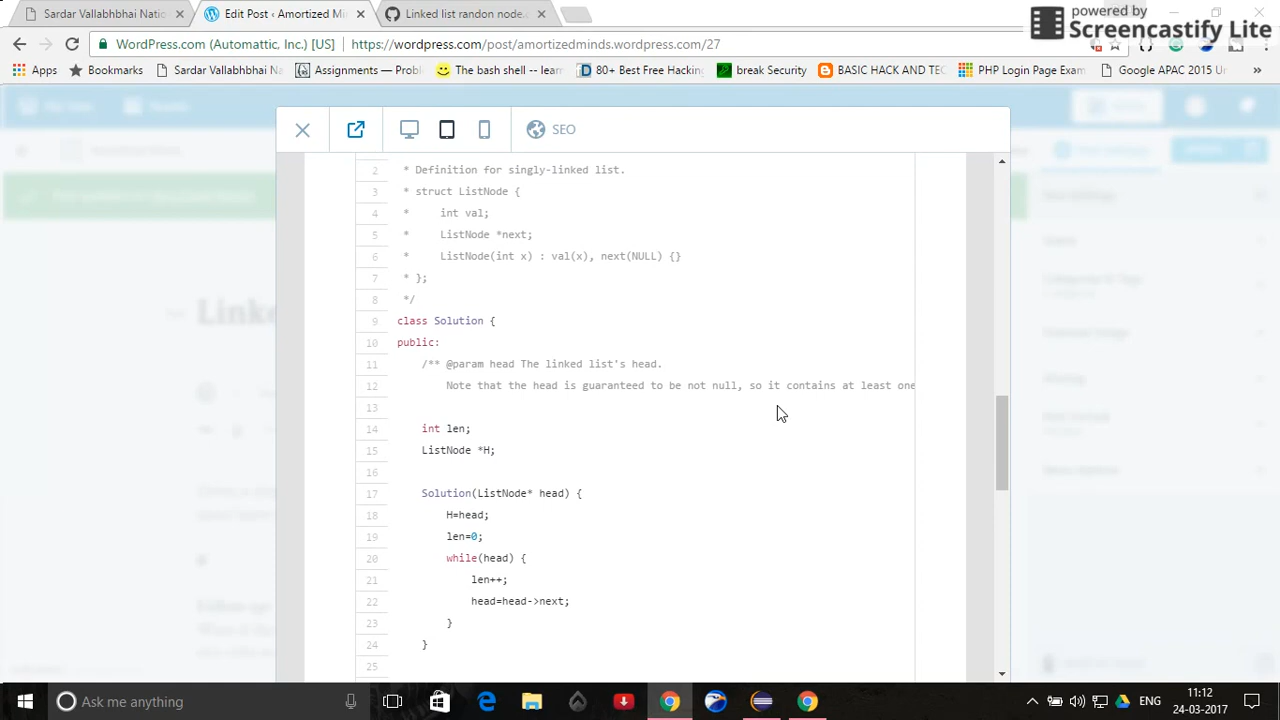 Sardar Vallabhbhai Nati
Edit Post ‹ Amortized M
Linked list randon node
powered by
Screencastify Lite
WordPress.com (Automattic, Inc.) [US]
https://wordpress.com/post/amortizedminds.wordpress.com/27
Apps
Bookmarks
Sardar Vallabhbhai N
Assignments — prob
The bash shell learn
80+ Best Free Hacking
break Security
BASIC HACK AND TEC
PHP Login Page Exam
Google APAC 2015 Un
»
SEO
2 * Definition for singly-linked list.
3 * struct ListNode {
4 * int val;
5 * ListNode *next;
6 * ListNode(int x) : val(x), next(NULL) {}
7 * };
8 */
9 class Solution {
10 public:
11 /** @param head The linked list's head.
12 Note that the head is guaranteed to be not null, so it contains at least one
13
14 int len;
15 ListNode *H;
16
17 Solution(ListNode* head) {
18 H=head;
19 len=0;
20 while(head) {
21 len++;
22 head=head->next;
23 }
24 }
25
Linke
Ask me anything
ENG
11:12
24-03-2017